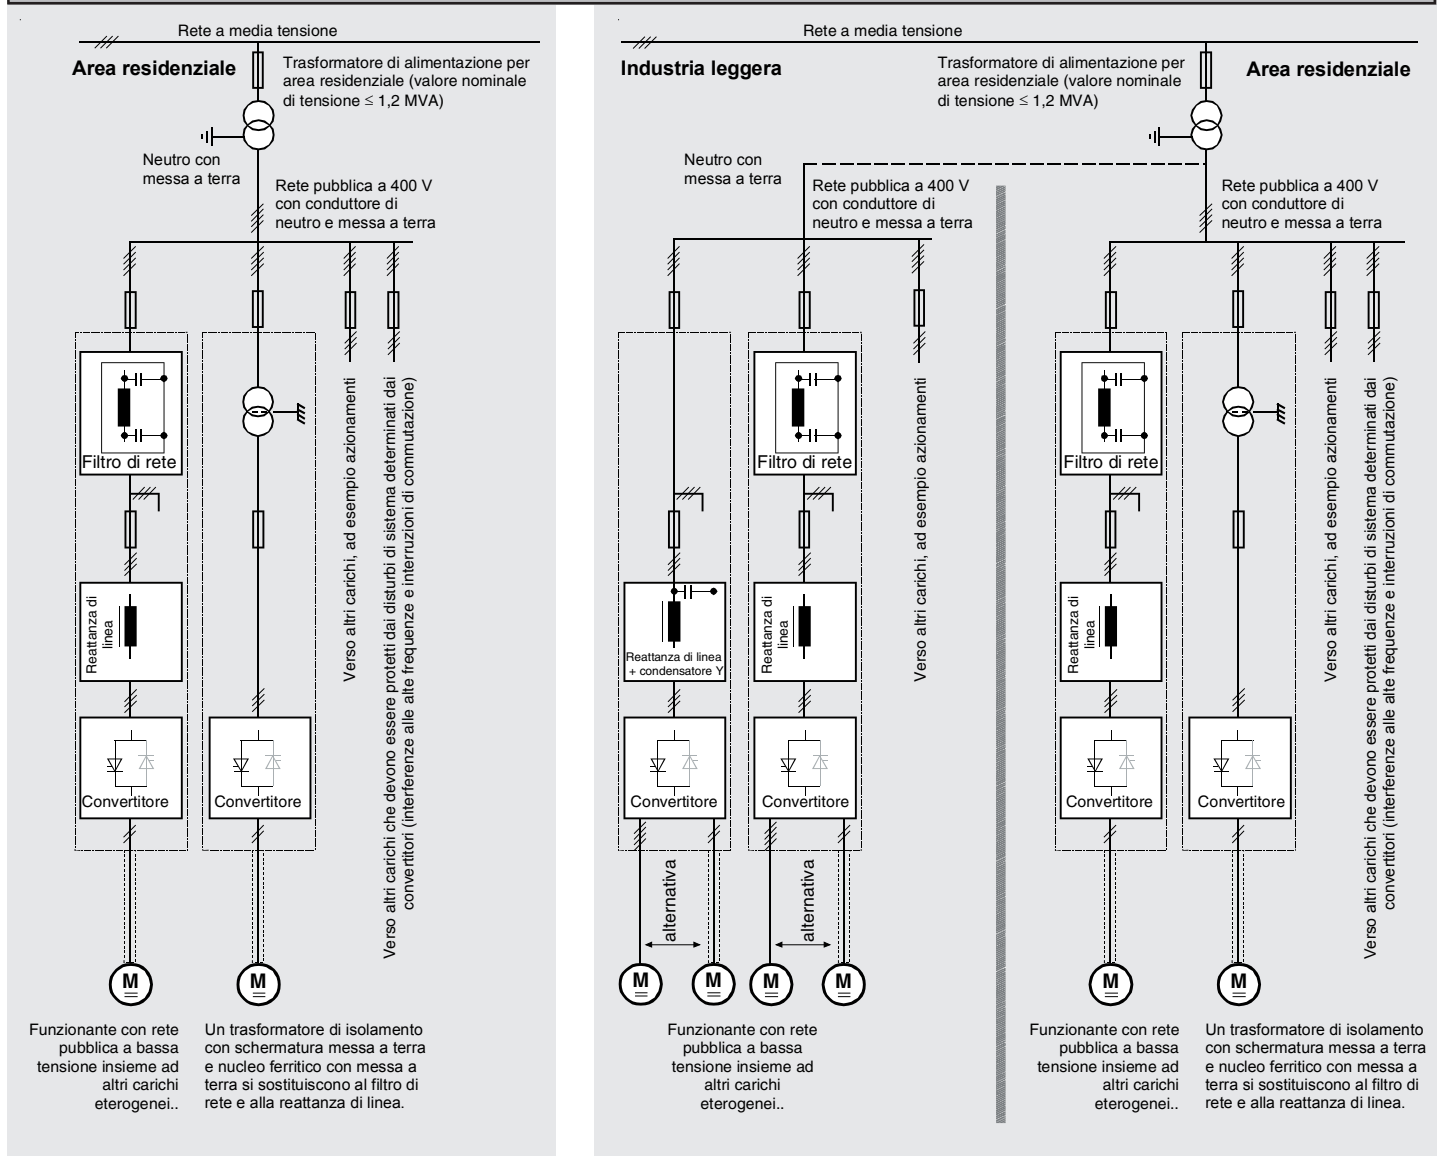 Rete a media tensione
Area residenziale
Trasformatore di alimentazione per
area residenziale (valore nominale
di tensione ≤ 1,2 MVA)
Neutro con
messa a terra
Rete pubblica a 400 V
con conduttore di
neutro e messa a terra
Filtro di rete
Reattanza di
linea
Convertitore
Convertitore
Verso altri carichi, ad esempio azionamenti
Verso altri carichi che devono essere protetti dai disturbi di sistema determinati dai
convertitori (interferenze alle alte frequenze e interruzioni di commutazione)
M
M
Funzionante con rete
pubblica a bassa
tensione insieme ad
altri carichi
eterogenei..
Un trasformatore di isolamento
con schermatura messa a terra
e nucleo ferritico con messa a
terra si sostituiscono al filtro di
rete e alla reattanza di linea.
Rete a media tensione
Industria leggera
Trasformatore di alimentazione per
area residenziale (valore nominale
di tensione ≤ 1,2 MVA)
Area residenziale
Neutro con
messa a terra
Rete pubblica a 400 V
con conduttore di
neutro e messa a terra
Filtro di rete
Reattanza di linea
+ condensatore Y
Reattanza di
linea
Convertitore
Convertitore
Verso altri carichi, ad esempio azionamenti
alternativa
alternativa
M
M
M
M
Funzionante con rete
pubblica a bassa
tensione insieme ad
altri carichi
eterogenei..
Rete pubblica a 400 V
con conduttore di
neutro e messa a terra
Filtro di rete
Reattanza di
linea
Convertitore
Convertitore
Verso altri carichi, ad esempio azionamenti
Verso altri carichi che devono essere protetti dai disturbi di sistema determinati dai
convertitori (interferenze alle alte frequenze e interruzioni di commutazione)
M
M
Funzionante con rete
pubblica a bassa
tensione insieme ad
altri carichi
eterogenei..
Un trasformatore di isolamento
con schermatura messa a terra
e nucleo ferritico con messa a
terra si sostituiscono al filtro di
rete e alla reattanza di linea.